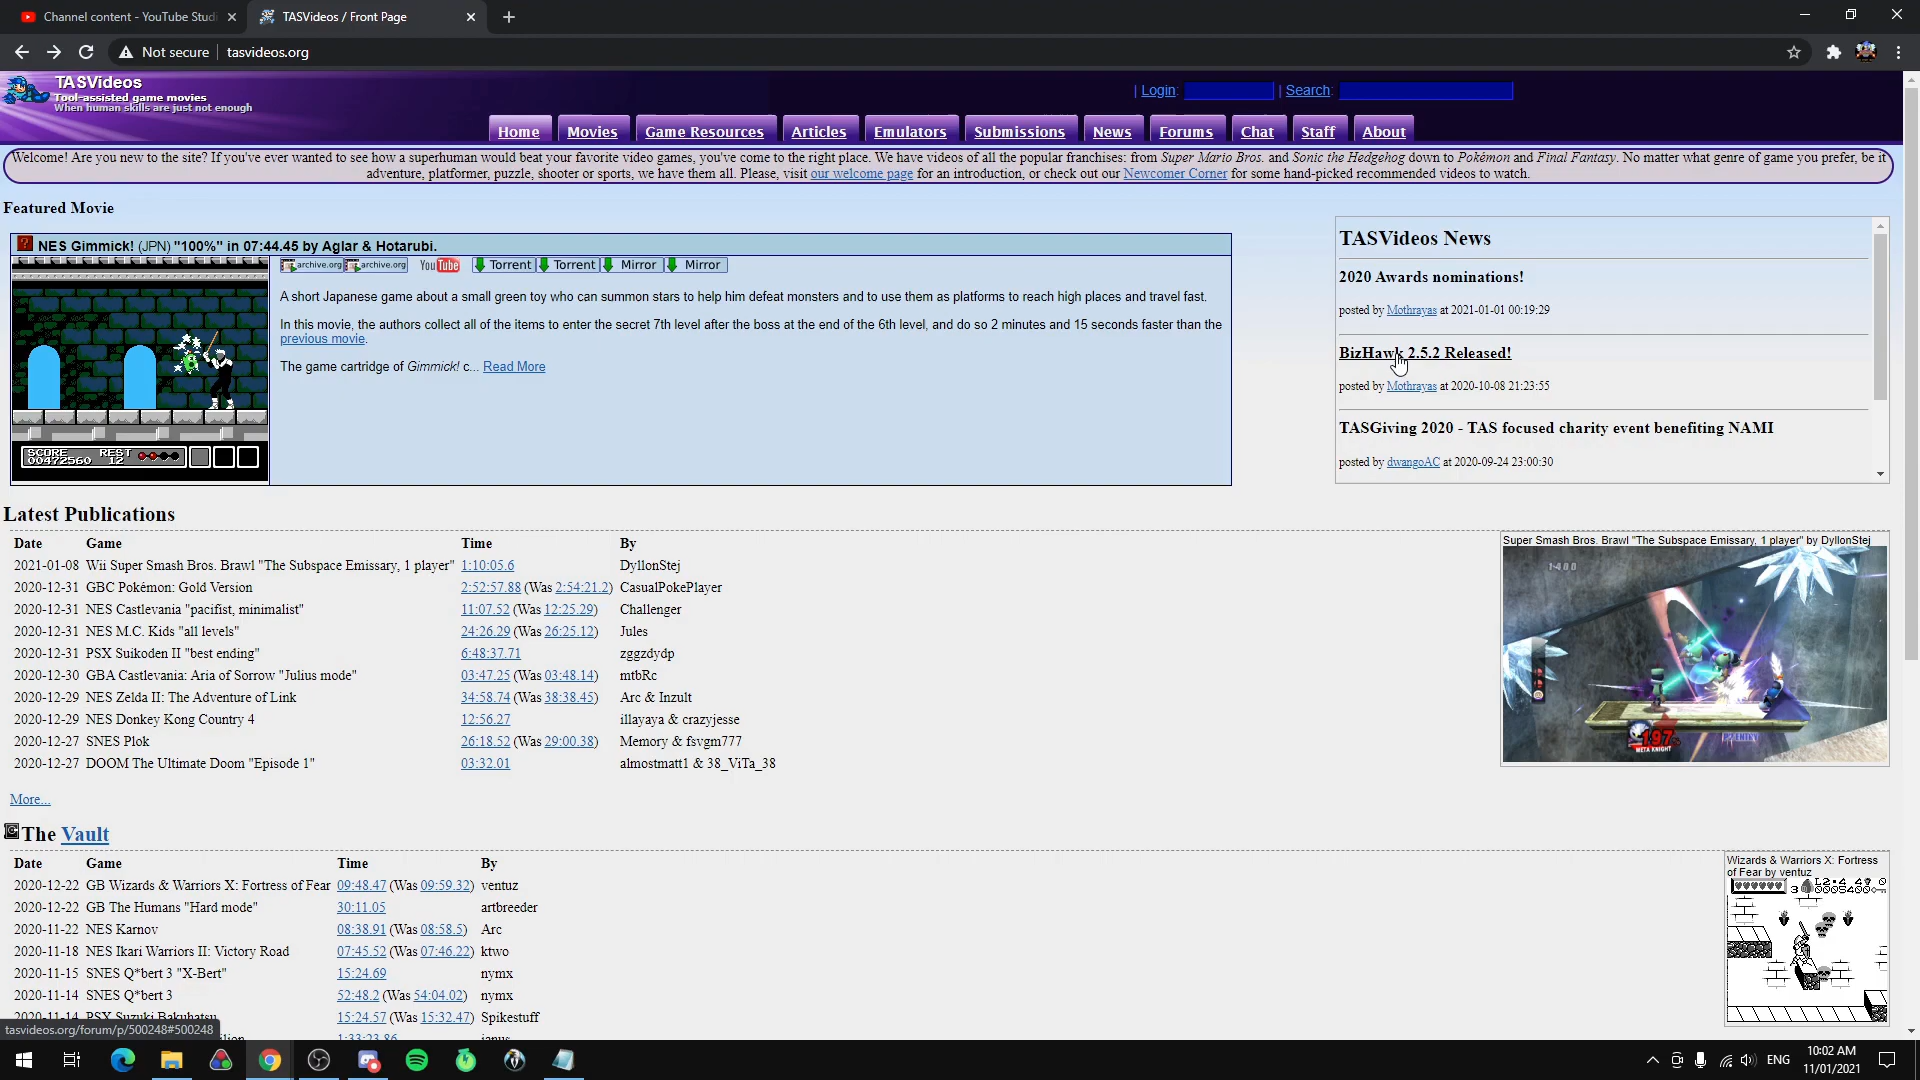 Channel content - YouTube Studi
TASVideos / Front Page
Not secure
tasvideos.org
TASVideos
Tool-assisted game movies
When human skills are just not enough
| Login: | Search:
Home Movies Game Resources Articles Emulators Submissions News Forums Chat Staff About
Welcome! Are you new to the site? If you've ever wanted to see how a superhuman would beat your favorite video games, you've come to the right place. We have videos of all the popular franchises: from Super Mario Bros. and Sonic the Hedgehog down to Pokémon and Final Fantasy. No matter what genre of game you prefer, be it
adventure, platformer, puzzle, shooter or sports, we have them all. Please, visit our welcome page for an introduction, or check out our Newcomer Corner for some hand-picked recommended videos to watch.
Featured Movie
NES Gimmick! (JPN) "100%" in 07:44.45 by Aglar & Hotarubi.
archive.org archive.org YouTube Torrent Torrent Mirror Mirror
A short Japanese game about a small green toy who can summon stars to help him defeat monsters and to use them as platforms to reach high places and travel fast.
In this movie, the authors collect all of the items to enter the secret 7th level after the boss at the end of the 6th level, and do so 2 minutes and 15 seconds faster than the
previous movie.
The game cartridge of Gimmick! c... Read More
SCORE REST
00472560 12
TASVideos News
2020 Awards nominations!
posted by Mothrayas at 2021-01-01 00:19:29
BizHawk 2.5.2 Released!
posted by Mothrayas at 2020-10-08 21:23:55
TASGiving 2020 - TAS focused charity event benefiting NAMI
posted by dwangoAC at 2020-09-24 23:00:30
Latest Publications
Date Game Time By
2021-01-08 Wii Super Smash Bros. Brawl "The Subspace Emissary, 1 player" 1:10:05.6 DyllonStej
2020-12-31 GBC Pokémon: Gold Version 2:52:57.88 (Was 2:54:21.2) CasualPokePlayer
2020-12-31 NES Castlevania "pacifist, minimalist" 11:07.52 (Was 12:25.29) Challenger
2020-12-31 NES M.C. Kids "all levels" 24:26.29 (Was 26:25.12) Jules
2020-12-31 PSX Suikoden II "best ending" 6:48:37.71 zggzdydp
2020-12-30 GBA Castlevania: Aria of Sorrow "Julius mode" 03:47.25 (Was 03:48.14) mtbRc
2020-12-29 NES Zelda II: The Adventure of Link 34:58.74 (Was 38:38.45) Arc & Inzult
2020-12-29 NES Donkey Kong Country 4 12:56.27 illayaya & crazyjesse
2020-12-27 SNES Plok 26:18.52 (Was 29:00.38) Memory & fsvgm777
2020-12-27 DOOM The Ultimate Doom "Episode 1" 03:32.01 almostmatt1 & 38_ViTa_38
More...
Super Smash Bros. Brawl "The Subspace Emissary, 1 player" by DyllonStej
197%
META KNIGHT
The Vault
Date Game Time By
2020-12-22 GB Wizards & Warriors X: Fortress of Fear 09:48.47 (Was 09:59.32) ventuz
2020-12-22 GB The Humans "Hard mode" 30:11.05 artbreeder
2020-11-22 NES Karnov 08:38.91 (Was 08:58.5) Arc
2020-11-18 NES Ikari Warriors II: Victory Road 07:45.52 (Was 07:46.22) ktwo
2020-11-15 SNES Q*bert 3 "X-Bert" 15:24.69 nymx
2020-11-14 SNES Q*bert 3 52:48.2 (Was 54:04.02) nymx
2020-11-14 PSX Suzuki Bakuhatsu 15:24.57 (Was 15:32.47) Spikestuff
1:33:23.86 janus
Wizards & Warriors X: Fortress
of Fear by ventuz
tasvideos.org/forum/p/500248#500248
ENG
10:02 AM
11/01/2021